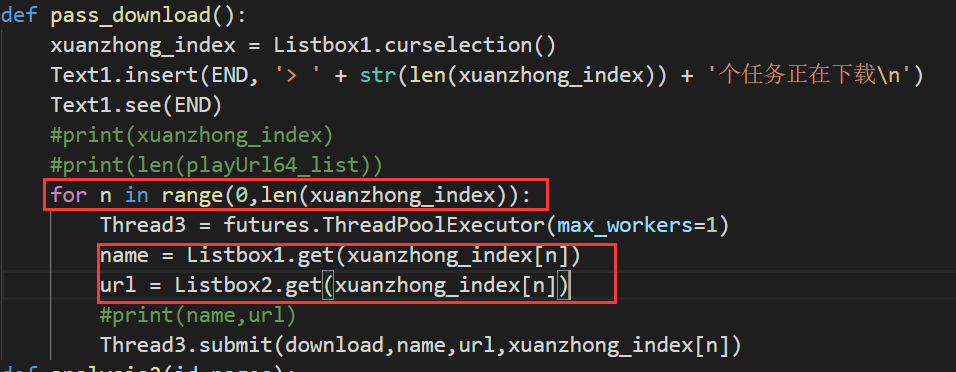 def pass_download():
    xuanzhong_index = Listbox1.curselection()
    Text1.insert(END, '> ' + str(len(xuanzhong_index)) + '个任务正在下载\n')
    Text1.see(END)
    #print(xuanzhong_index)
    #print(len(playUrl64_list))
    for n in range(0,len(xuanzhong_index)):
        Thread3 = futures.ThreadPoolExecutor(max_workers=1)
        name = Listbox1.get(xuanzhong_index[n])
        url = Listbox2.get(xuanzhong_index[n])
        #print(name,url)
        Thread3.submit(download,name,url,xuanzhong_index[n])